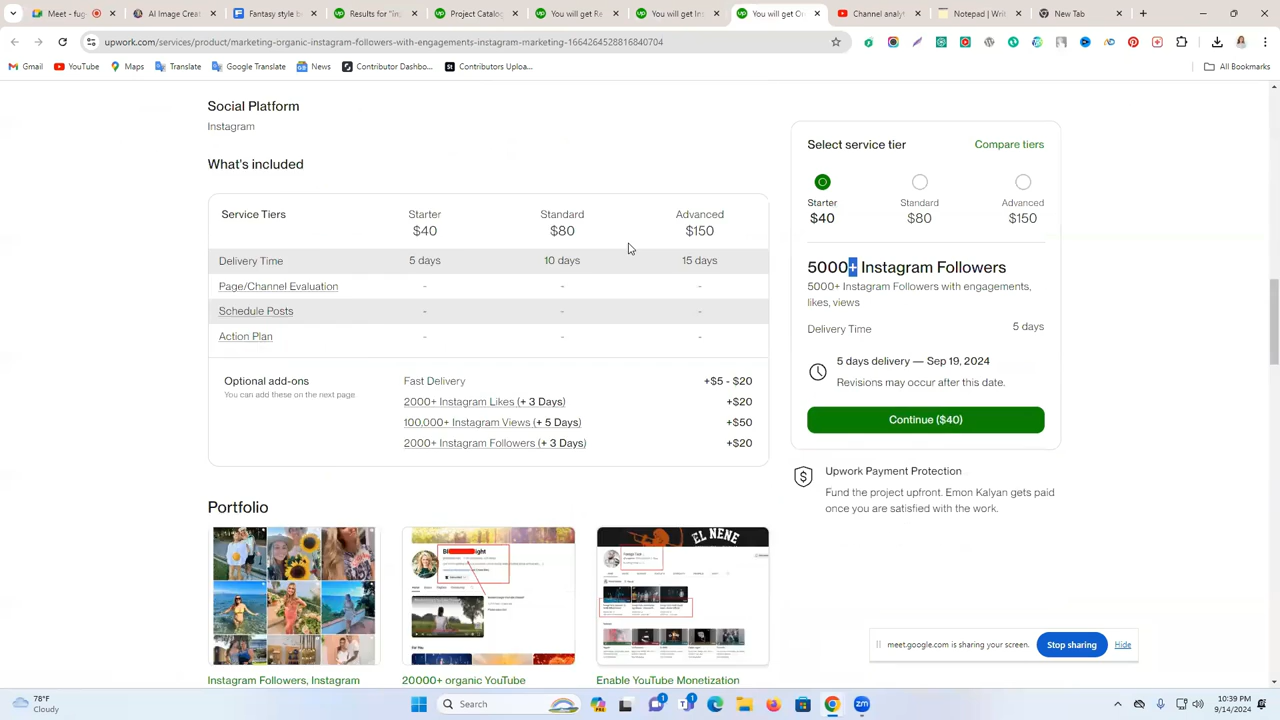 Mee
AI Image Creat
Fantastic
Results for "in
Project Catalog
You will get Re
You will get Ins
You will get Or
Channel analyt
Notepad | Writ
New Tab
upwork.com/services/product/marketing-organic-instagram-followers-with-engagements-instagram-marketing-1664264528816840704
Gmail YouTube Maps Translate Google Translate News Contributor Dashbo... Contributors Uploa... All Bookmarks
Social Platform
Instagram
What's included
Service Tiers Starter Standard Advanced
$40 $80 $150
Delivery Time 5 days 10 days 15 days
Page/Channel Evaluation - - -
Schedule Posts - - -
Action Plan - - -
Optional add-ons Fast Delivery +$5 - $20
You can add these on the next page.
2000+ Instagram Likes (+ 3 Days) +$20
100,000+ Instagram Views (+ 5 Days) +$50
2000+ Instagram Followers (+ 3 Days) +$20
Portfolio
EL NENE
Instagram Followers, Instagram
20000+ organic YouTube
Enable YouTube Monetization
Select service tier Compare tiers
Starter Standard Advanced
$40 $80 $150
5000+ Instagram Followers
5000+ Instagram Followers with engagements,
likes, views
Delivery Time 5 days
5 days delivery — Sep 19, 2024
Revisions may occur after this date.
Continue ($40)
Upwork Payment Protection
Fund the project upfront. Emon Kalyan gets paid
once you are satisfied with the work.
meet.google.com is sharing your screen. Stop sharing Hide
78°F
Cloudy
Search
10:39 PM
9/14/2024